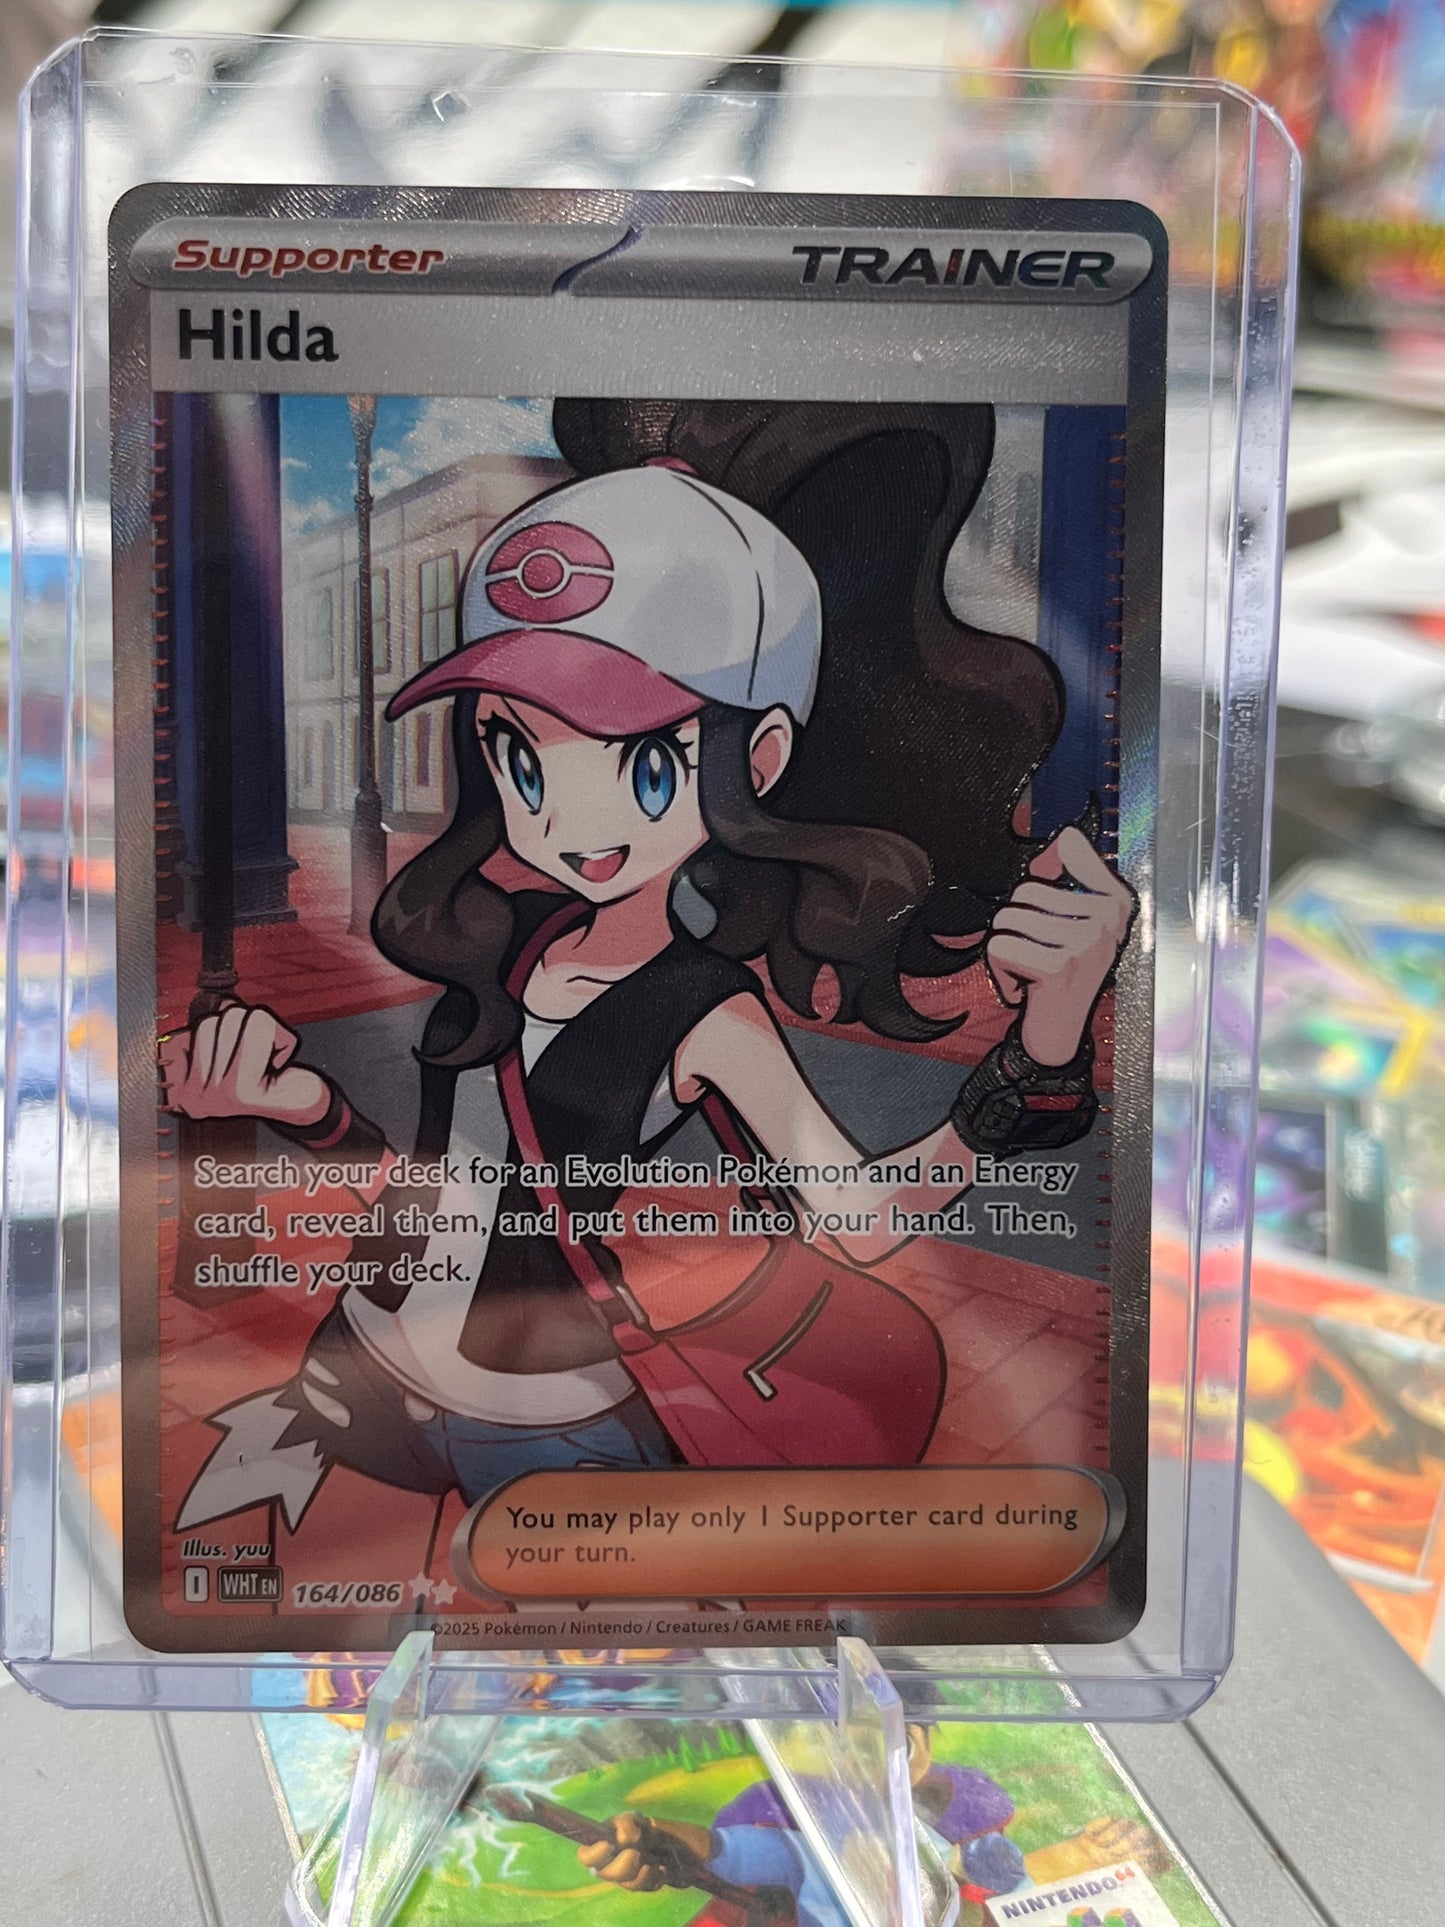 Supporter TRAINER
Hilda
Search your deck for an Evolution Pokémon and an Energy
card, reveal them, and put them into your hand. Then,
shuffle your deck.
You may play only 1 Supporter card during
your turn.
Illus. yuu
I WHT EN 164/086
©2025 Pokémon / Nintendo / Creatures / GAME FREAK
NINTENDO64